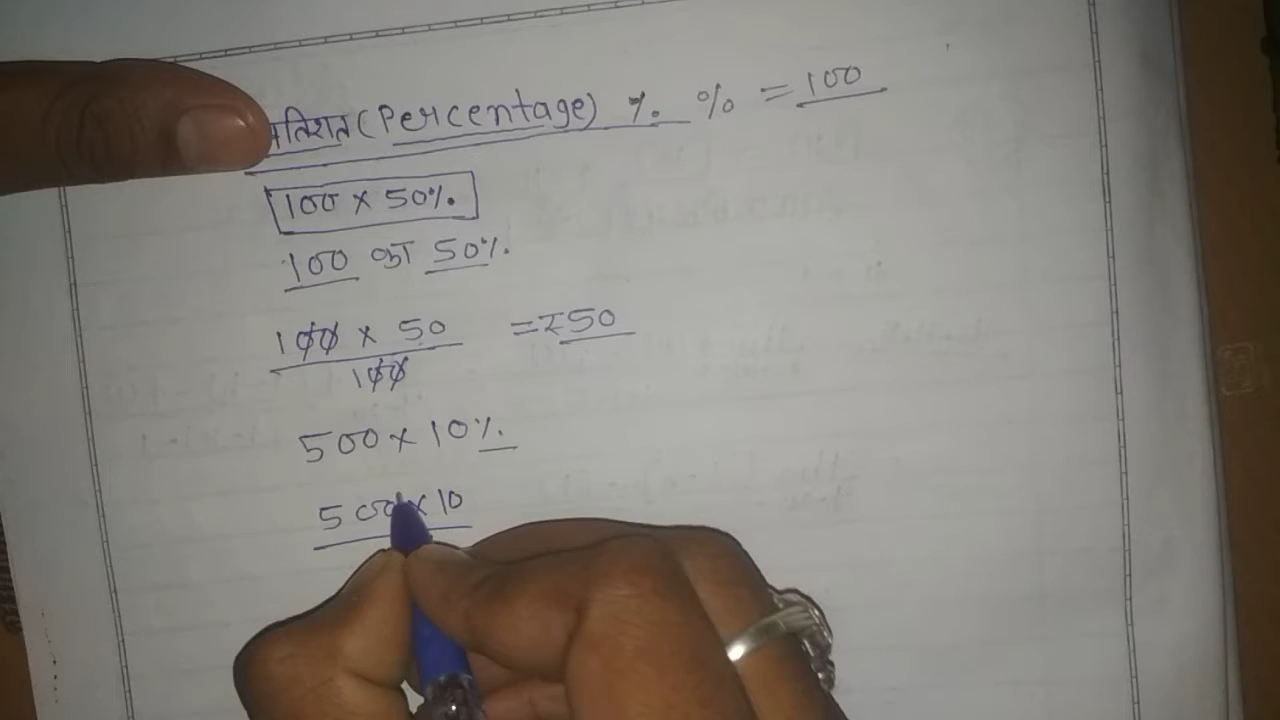 (Percentage) % % = 100
100 × 50%
100 का 50%
100 × 50 = ₹50
100
500 × 10%
500 × 10